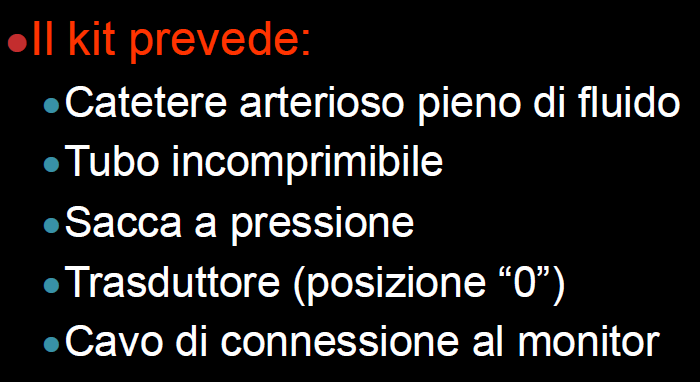 Il kit prevede:
Catetere arterioso pieno di fluido
Tubo incomprimibile
Sacca a pressione
Trasduttore (posizione “0”)
Cavo di connessione al monitor